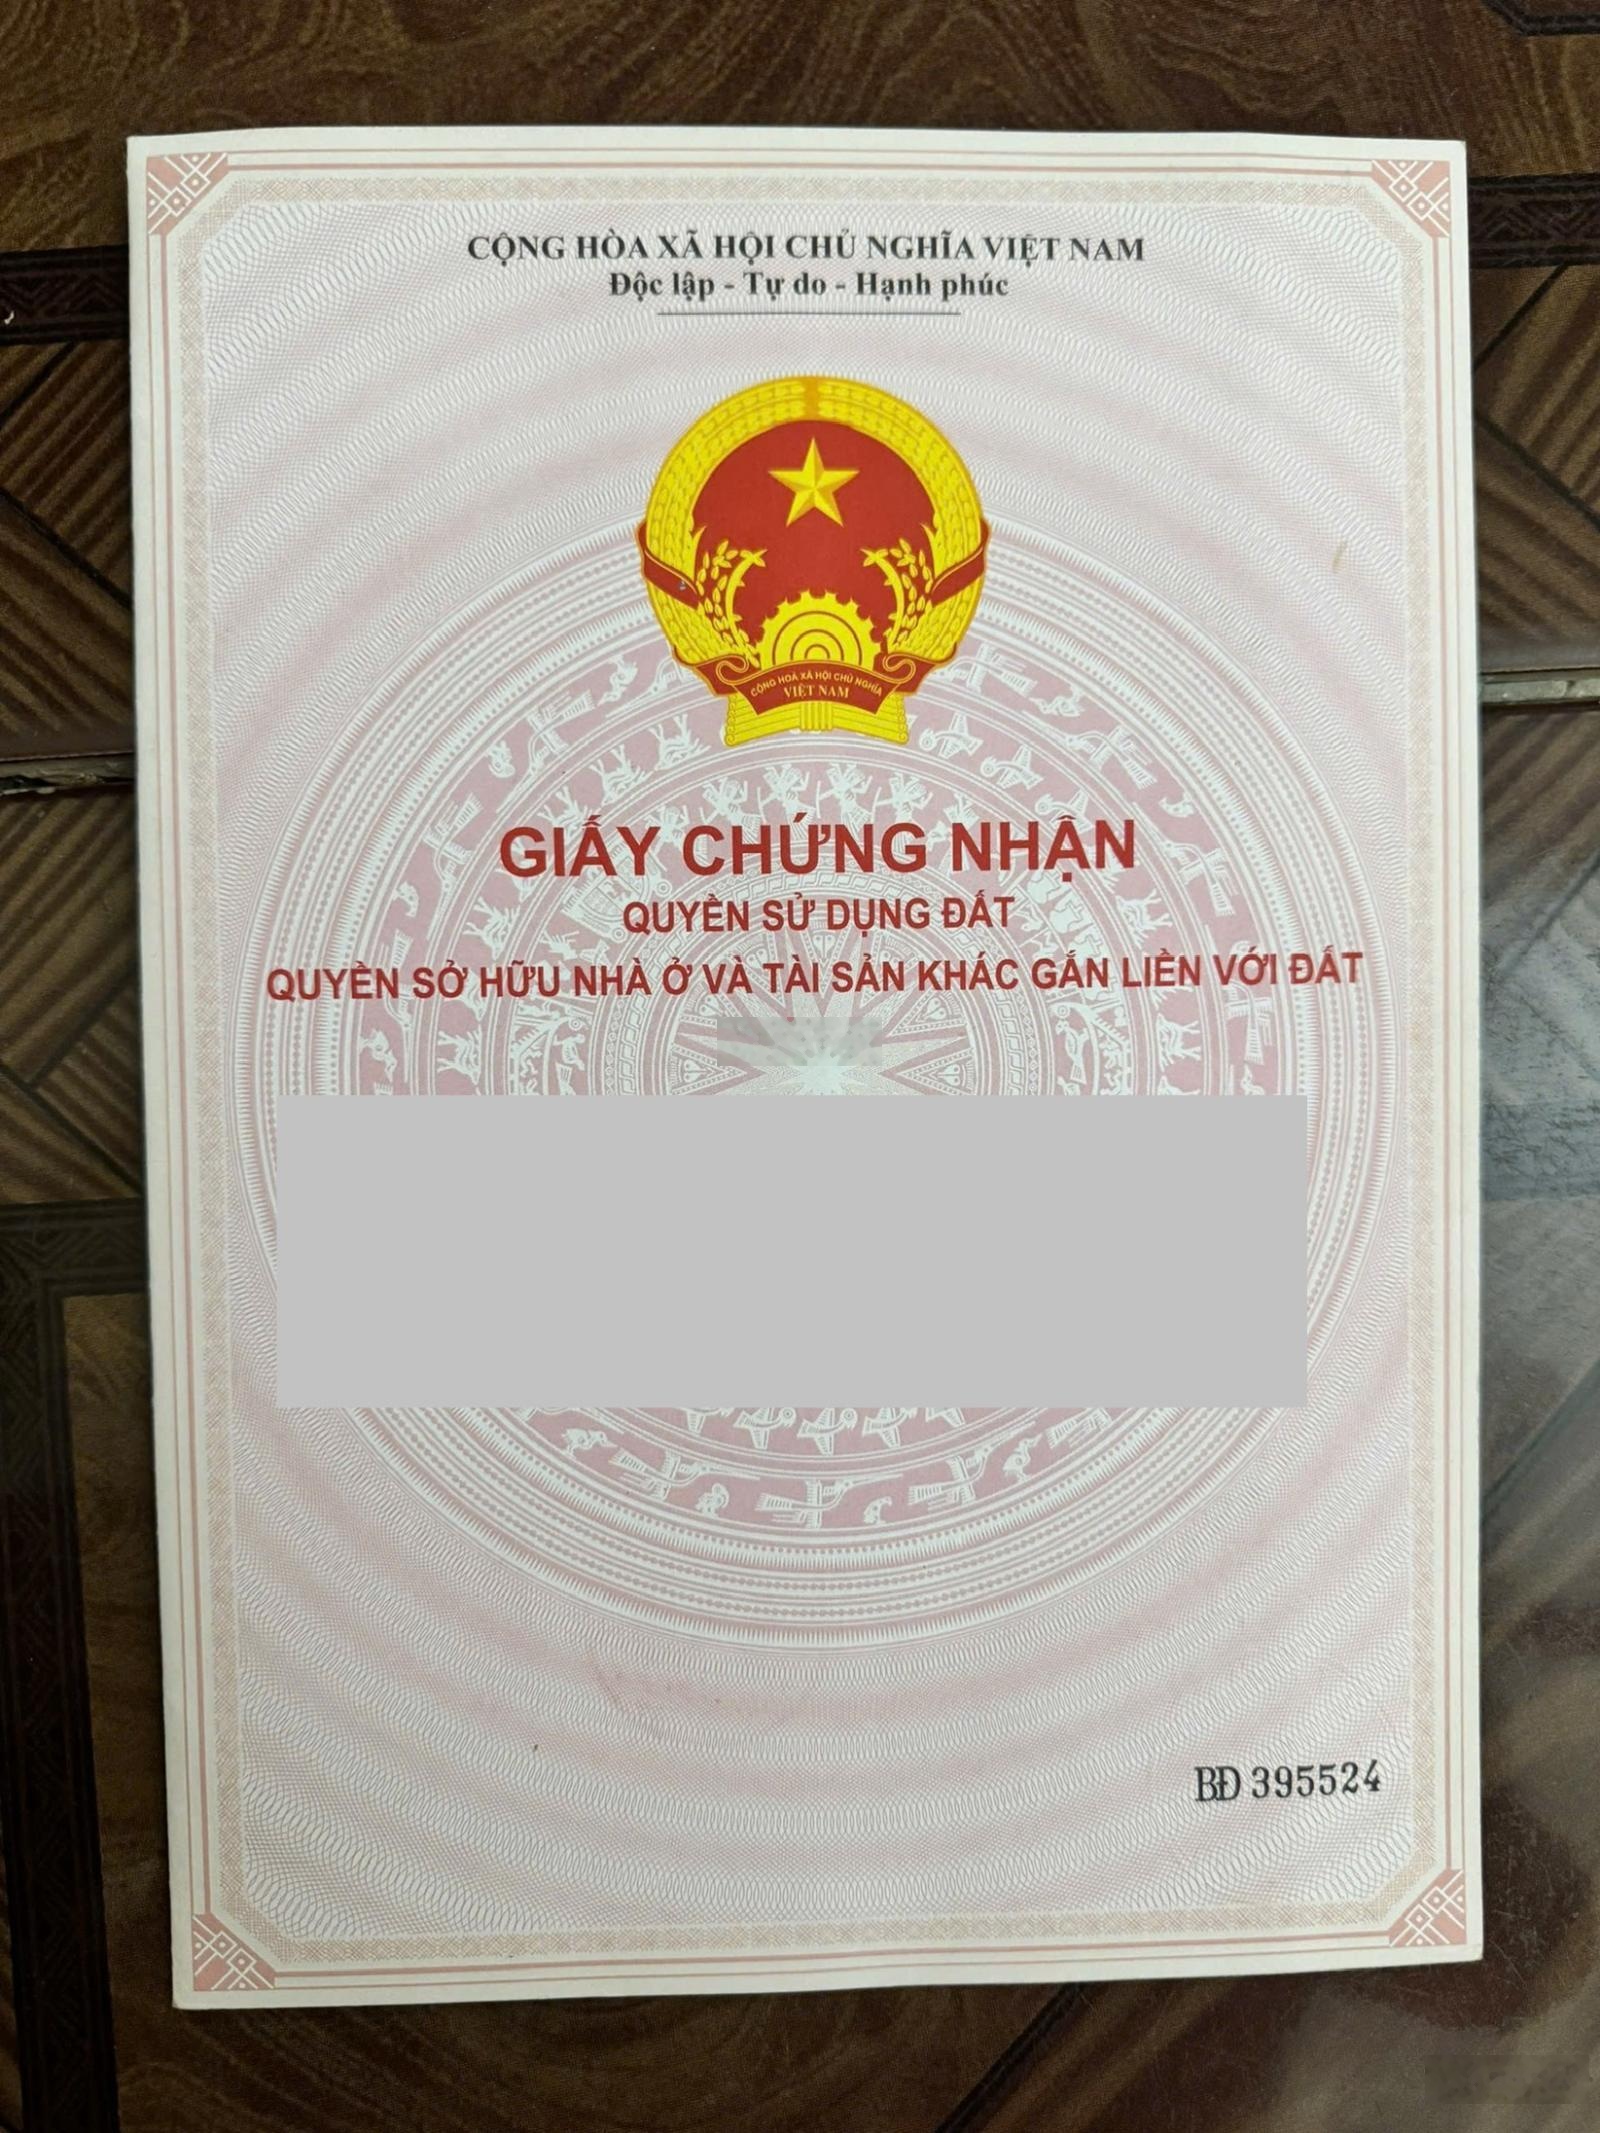 CỘNG HÒA XÃ HỘI CHỦ NGHĨA VIỆT NAM
Độc lập - Tự do - Hạnh phúc
CỘNG HOÀ XÃ HỘI CHỦ NGHĨA
VIỆT NAM
GIẤY CHỨNG NHẬN
QUYỀN SỬ DỤNG ĐẤT
QUYỀN SỞ HỮU NHÀ Ở VÀ TÀI SẢN KHÁC GẮN LIỀN VỚI ĐẤT
BĐ 395524